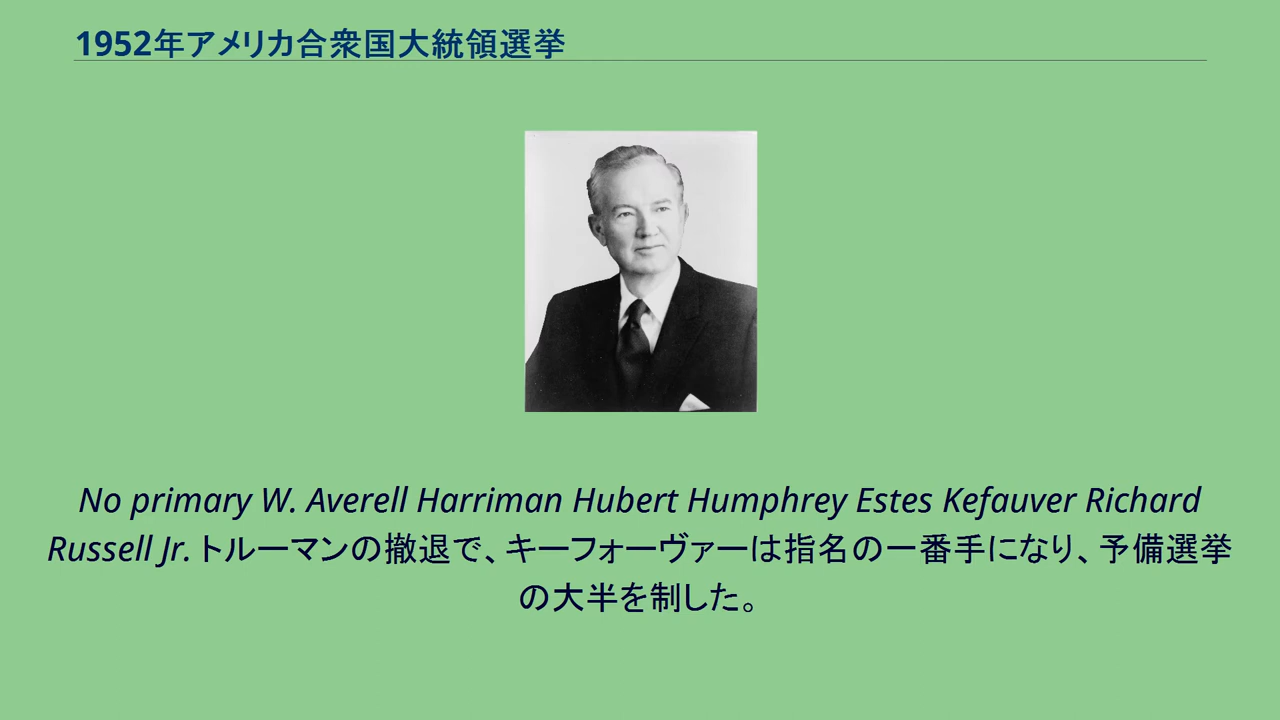 1952年アメリカ合衆国大統領選挙
No primary W. Averell Harriman Hubert Humphrey Estes Kefauver Richard
Russell Jr. トルーマンの撤退で、キーフォーヴァーは指名の一番手になり、予備選挙
の大半を制した。